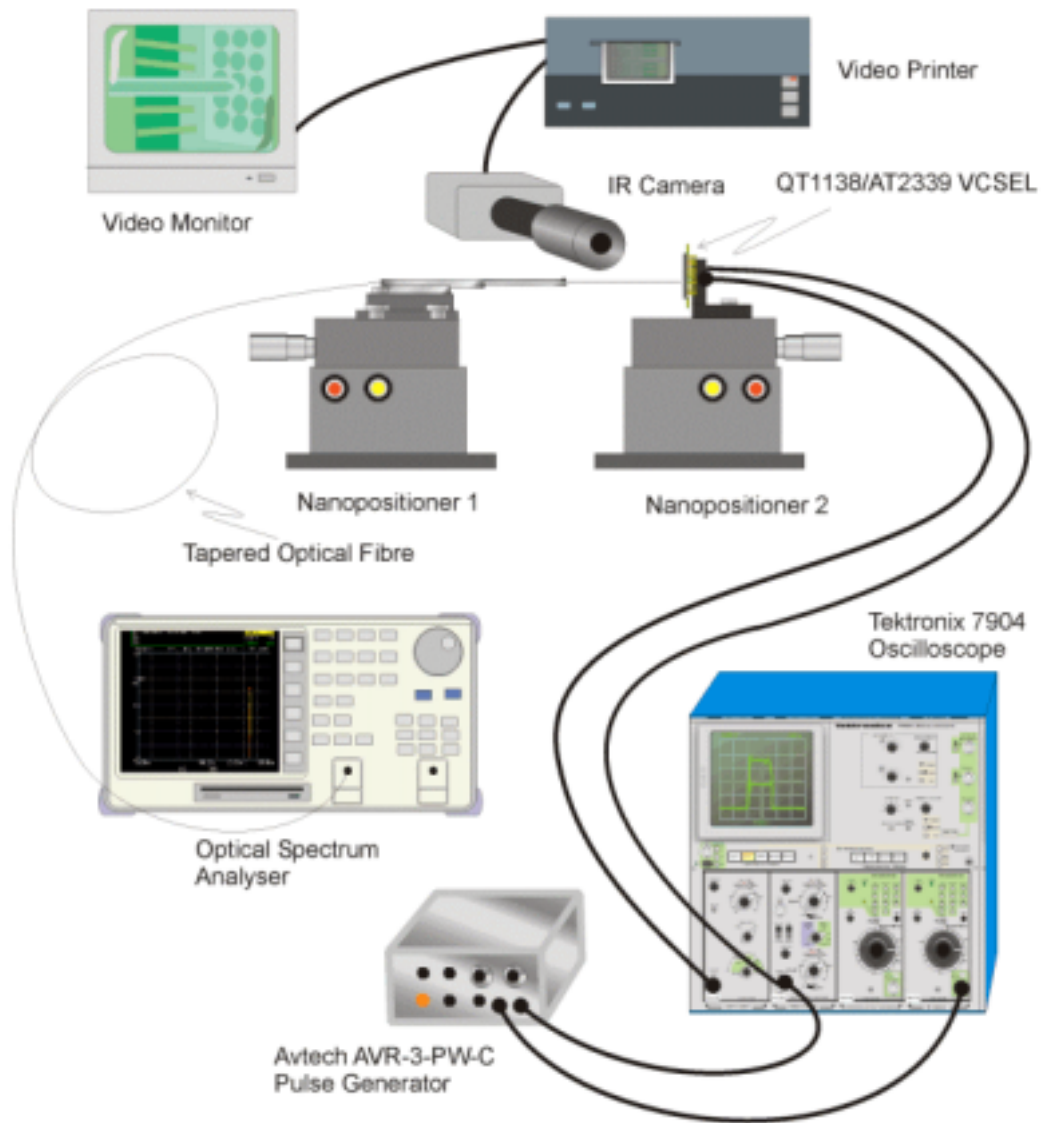 Video Monitor
Video Printer
IR Camera
QT1138/AT2339 VCSEL
Nanopositioner 1
Nanopositioner 2
Tapered Optical Fibre
Tektronix 7904
Oscilloscope
Optical Spectrum
Analyser
Avtech AVR-3-PW-C
Pulse Generator